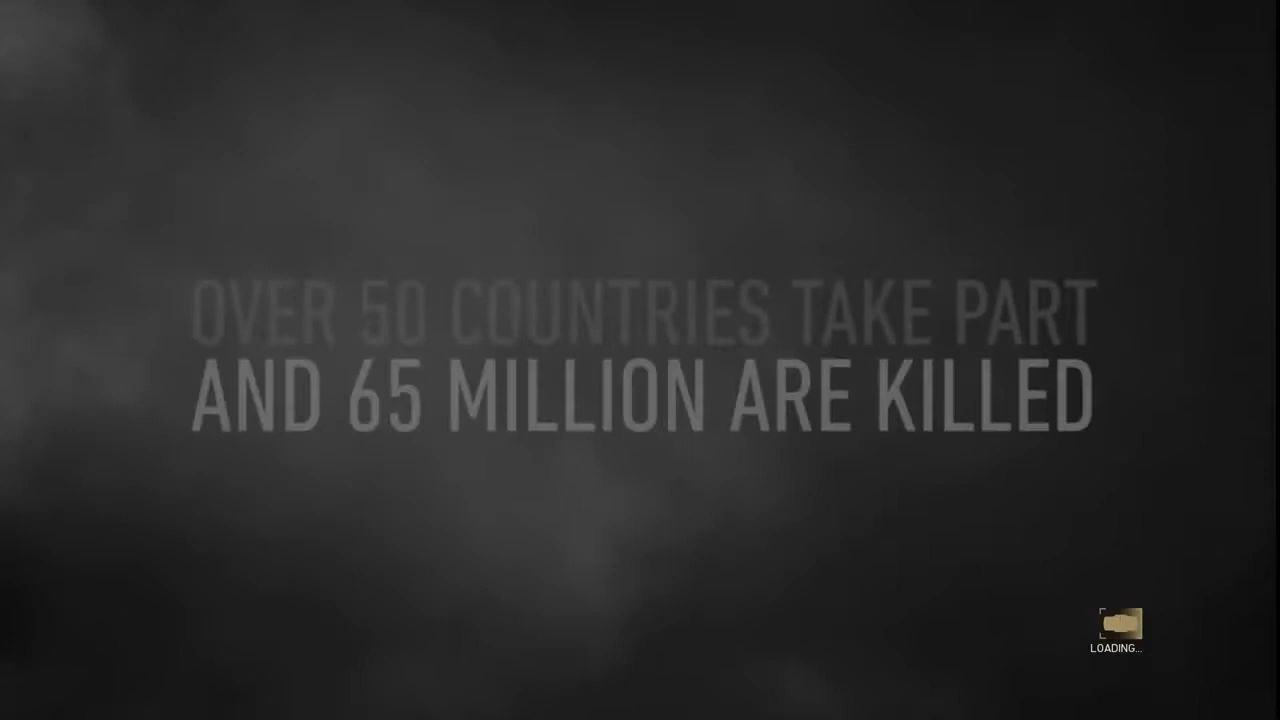 OVER 50 COUNTRIES TAKE PART
AND 65 MILLION ARE KILLED
LOADING...